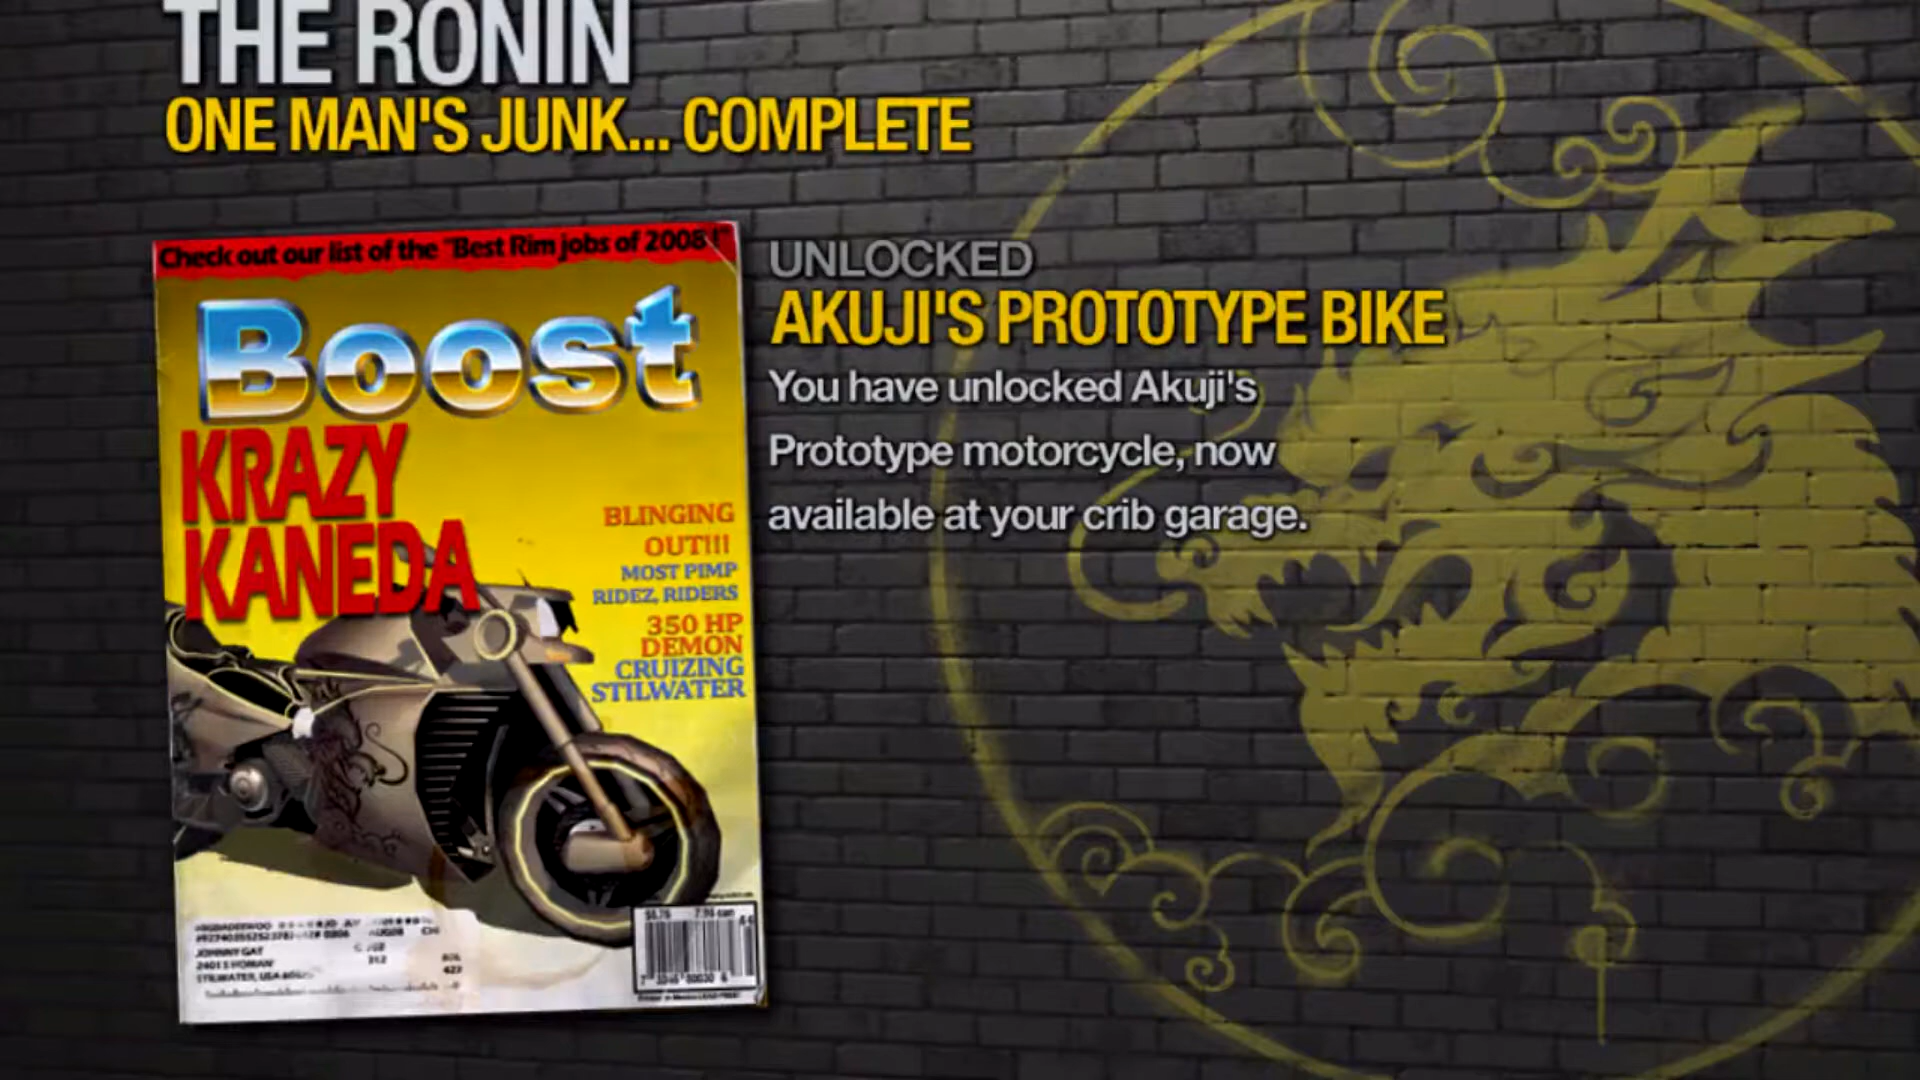 THE RONIN
ONE MAN'S JUNK... COMPLETE
Check out our list of the "Best Rim jobs of 2008!"
Boost
KRAZY
KANEDA
BLINGING
OUT!!!
MOST PIMP
RIDEZ, RIDERS
350 HP
DEMON
CRUIZING
STILWATER
JOHNNY GAT
UNLOCKED
AKUJI'S PROTOTYPE BIKE
You have unlocked Akuji's
Prototype motorcycle, now
available at your crib garage.